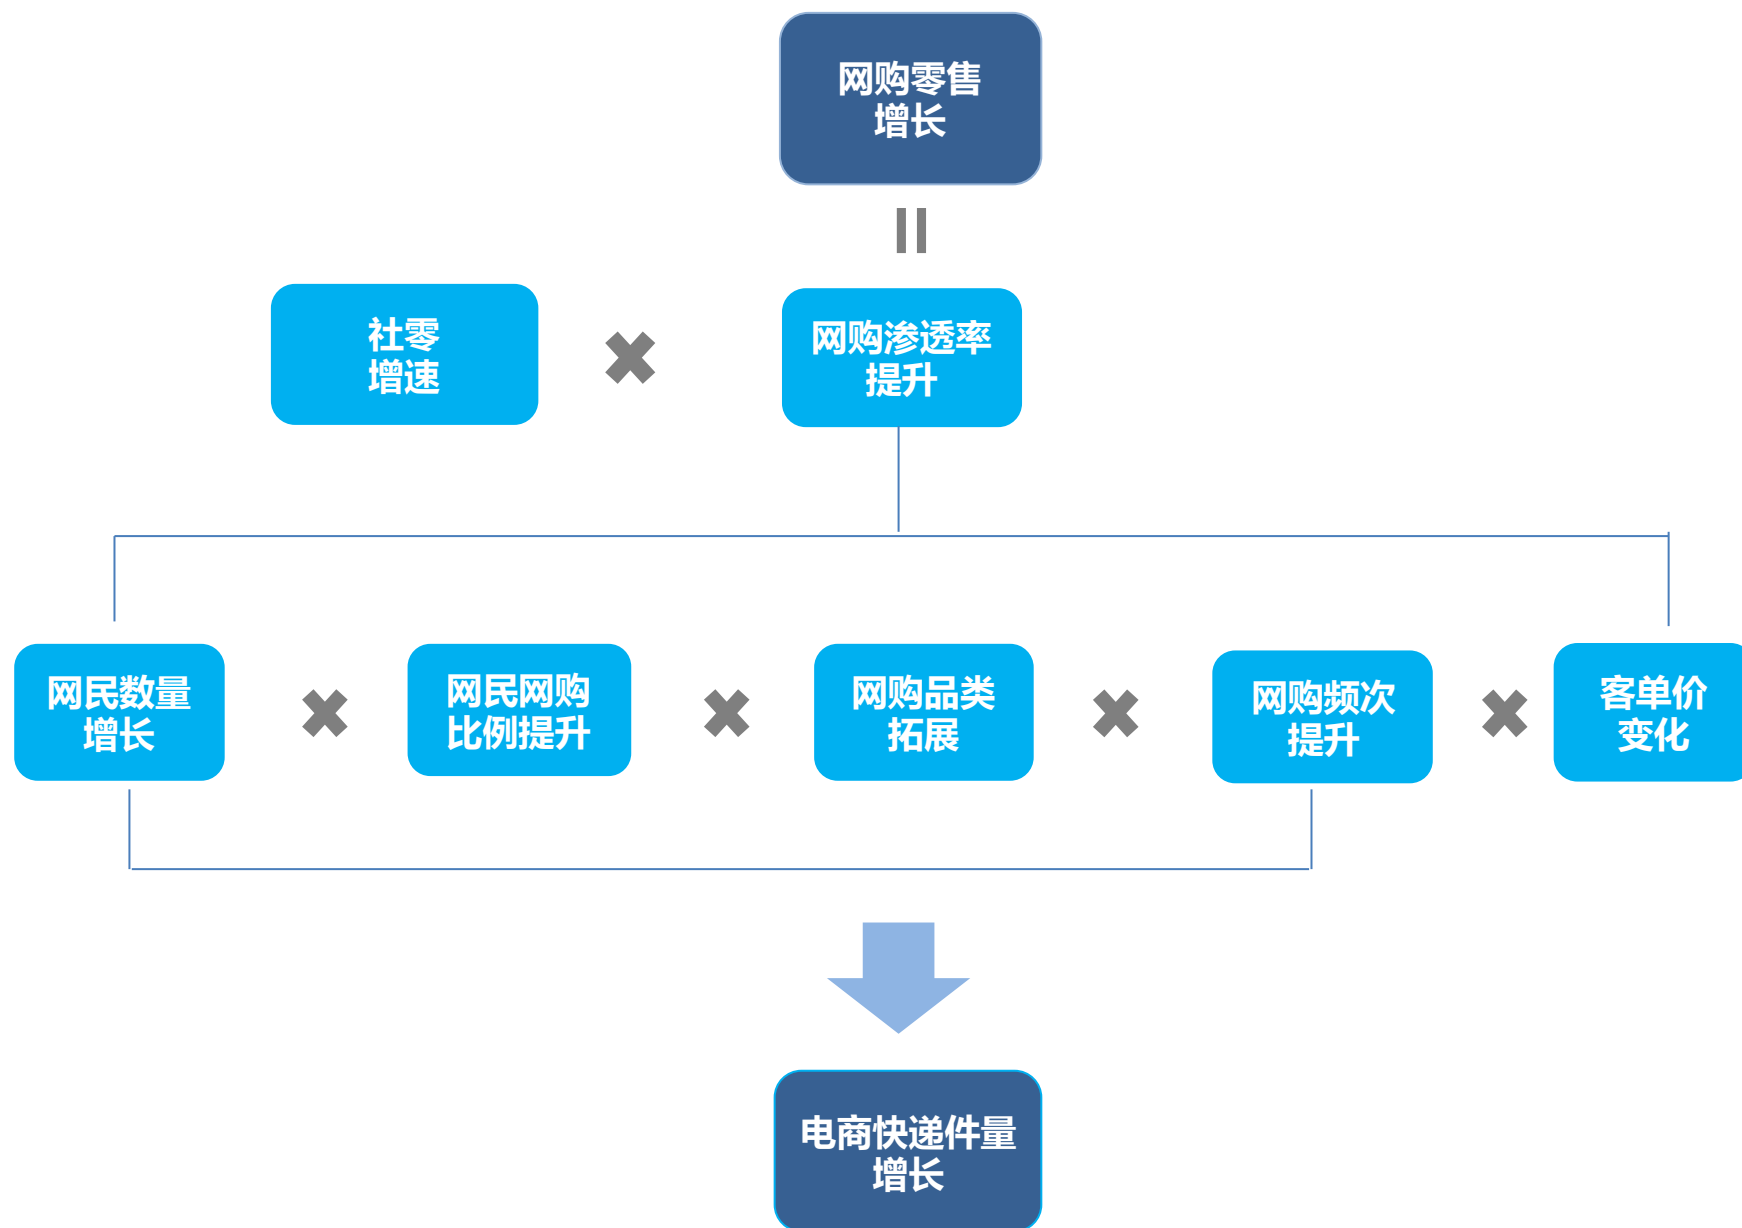 网购零售
增长
社零
增速
网购渗透率
提升
网民数量
增长
网民网购
比例提升
网购品类
拓展
网购频次
提升
客单价
变化
电商快递件量
增长